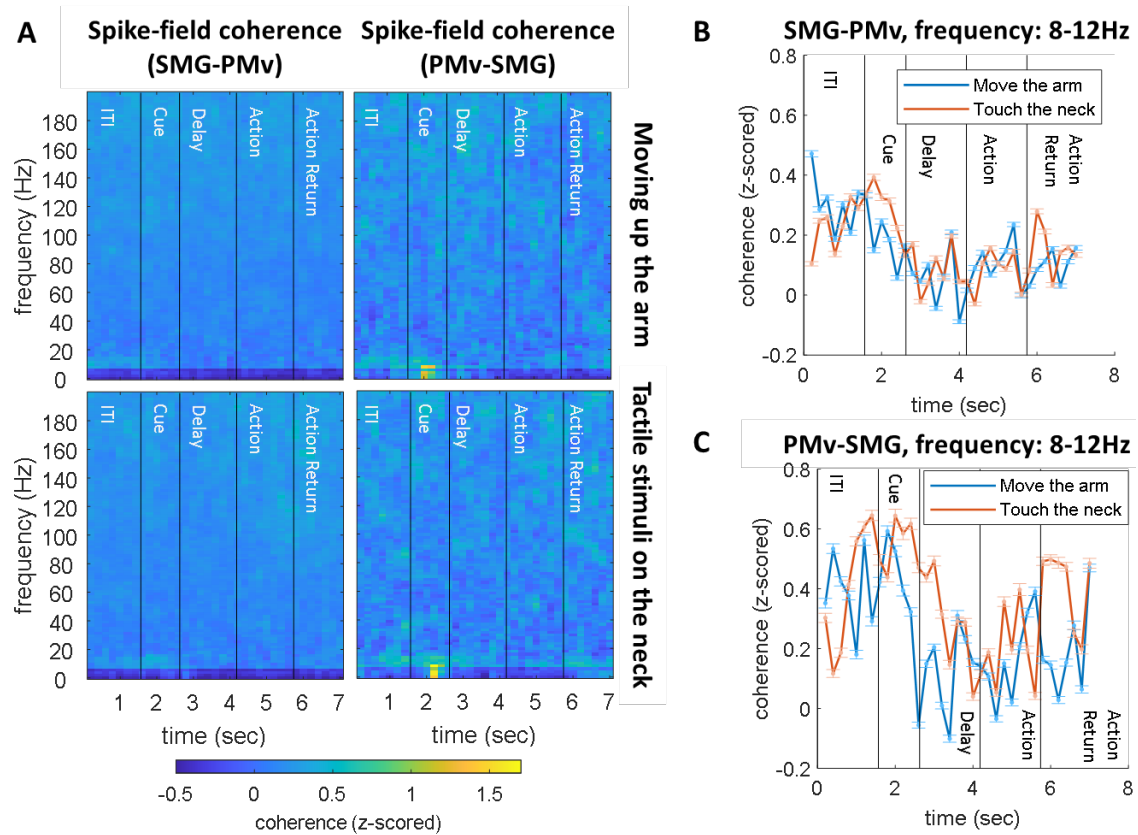 A
Spike-field coherence
(SMG-PMv)
Spike-field coherence
(PMv-SMG)
frequency (Hz)
180
160
140
120
100
80
60
40
20
0
ITI
Cue
Delay
Action
Action Return
ITI
Cue
Delay
Action
Action Return
Moving up the arm
frequency (Hz)
180
160
140
120
100
80
60
40
20
0
ITI
Cue
Delay
Action
Action Return
ITI
Cue
Delay
Action
Action Return
Tactile stimuli on the neck
1 2 3 4 5 6 7
time (sec)
1 2 3 4 5 6 7
time (sec)
-0.5 0 0.5 1 1.5
coherence (z-scored)
B
SMG-PMv, frequency: 8-12Hz
coherence (z-scored)
0.8
0.6
0.4
0.2
0
-0.2
ITI
Cue
Delay
Action
Action
Return
Move the arm
Touch the neck
0 2 4 6 8
time (sec)
C
PMv-SMG, frequency: 8-12Hz
coherence (z-scored)
0.8
0.6
0.4
0.2
0
-0.2
ITI
Cue
Delay
Action
Action
Return
Move the arm
Touch the neck
0 2 4 6 8
time (sec)